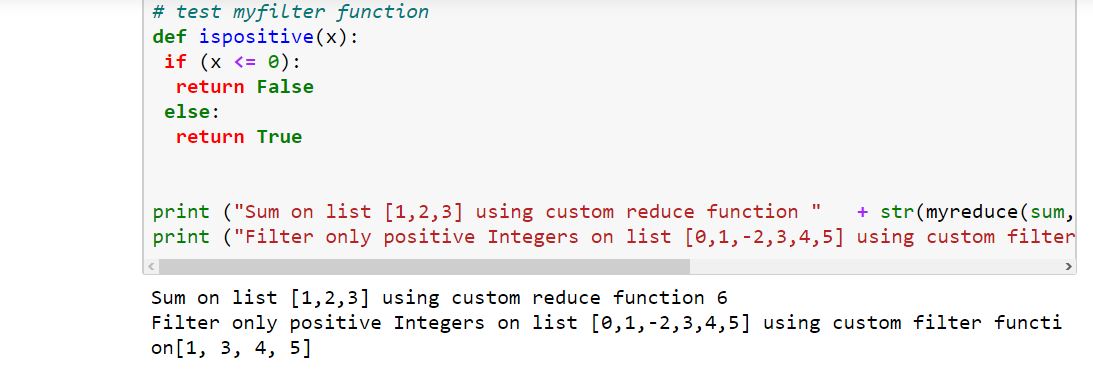 # test myfilter function
def ispositive(x):
 if (x <= 0):
  return False
 else:
  return True
print ("Sum on list [1,2,3] using custom reduce function "   + str(myreduce(sum,
print ("Filter only positive Integers on list [0,1,-2,3,4,5] using custom filter
Sum on list [1,2,3] using custom reduce function 6
Filter only positive Integers on list [0,1,-2,3,4,5] using custom filter functi
on[1, 3, 4, 5]